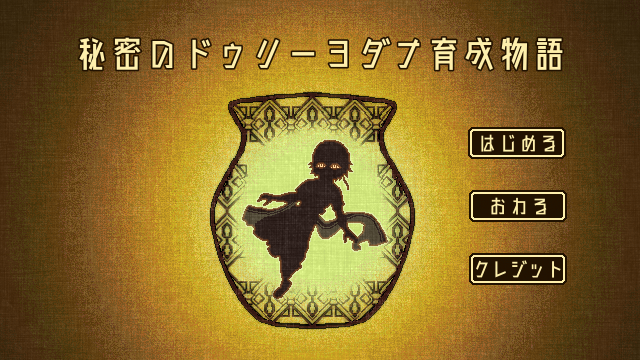 秘密のドゥリーヨダナ育成物語
はじめる
おわる
クレジット